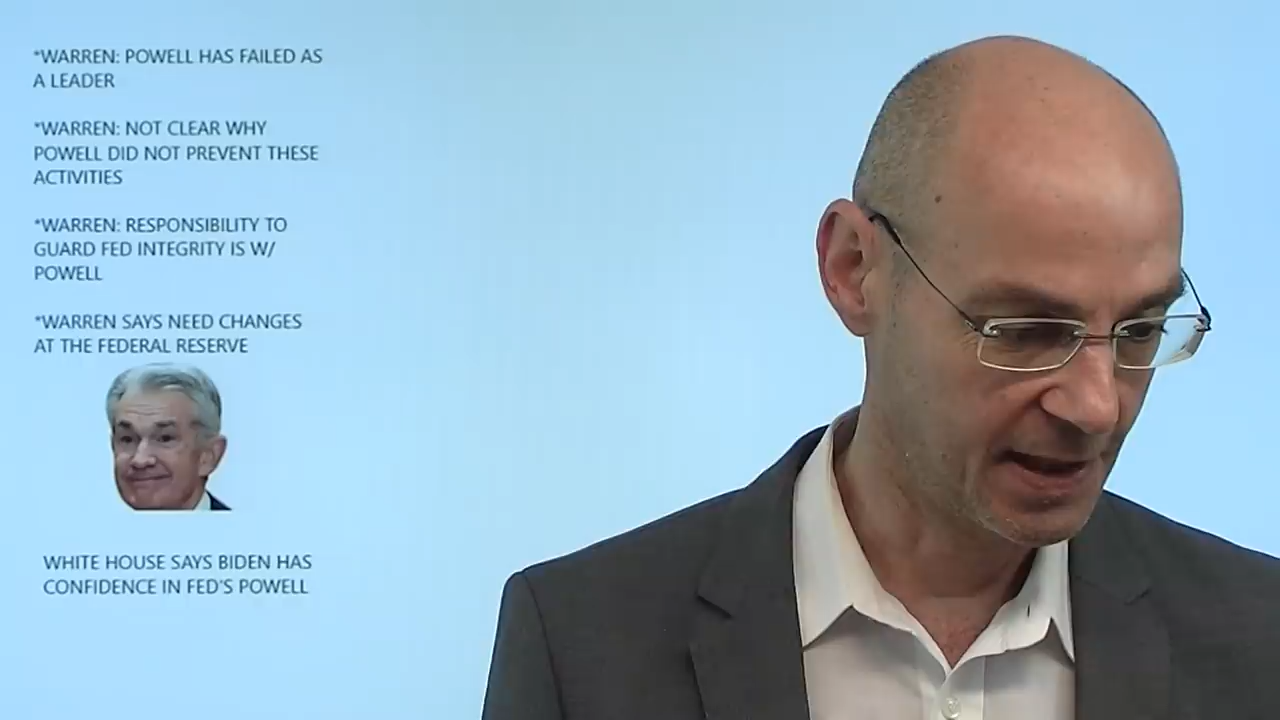 *WARREN: POWELL HAS FAILED AS
A LEADER
*WARREN: NOT CLEAR WHY
POWELL DID NOT PREVENT THESE
ACTIVITIES
*WARREN: RESPONSIBILITY TO
GUARD FED INTEGRITY IS W/
POWELL
*WARREN SAYS NEED CHANGES
AT THE FEDERAL RESERVE
WHITE HOUSE SAYS BIDEN HAS
CONFIDENCE IN FED'S POWELL